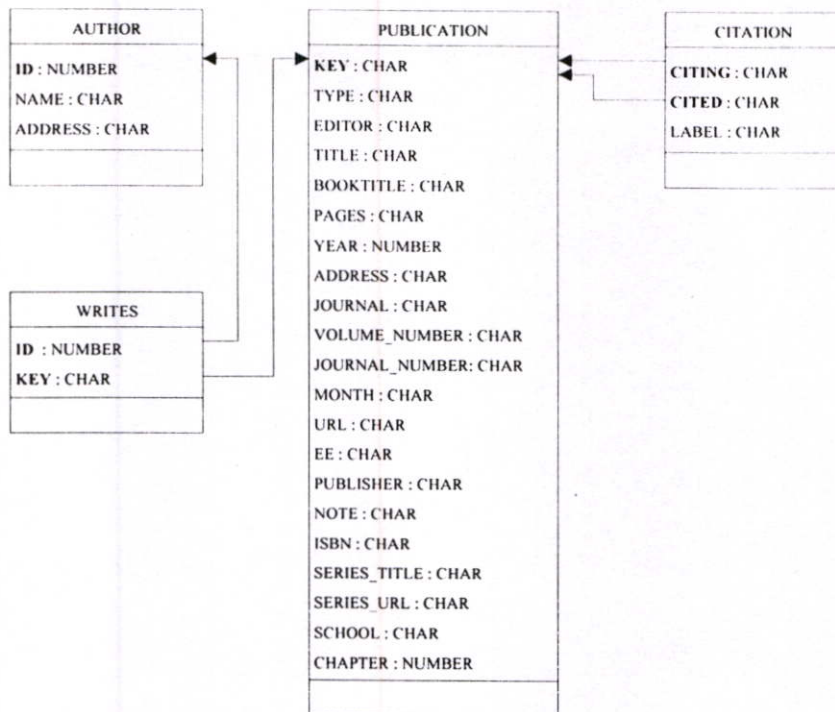 AUTHOR
ID : NUMBER
NAME : CHAR
ADDRESS : CHAR
WRITES
ID : NUMBER
KEY : CHAR
PUBLICATION
KEY : CHAR
TYPE : CHAR
EDITOR : CHAR
TITLE : CHAR
BOOKTITLE : CHAR
PAGES : CHAR
YEAR : NUMBER
ADDRESS : CHAR
JOURNAL : CHAR
VOLUME_NUMBER : CHAR
JOURNAL_NUMBER: CHAR
MONTH : CHAR
URL : CHAR
EE : CHAR
PUBLISHER : CHAR
NOTE : CHAR
ISBN : CHAR
SERIES_TITLE : CHAR
SERIES_URL : CHAR
SCHOOL : CHAR
CHAPTER : NUMBER
CITATION
CITING : CHAR
CITED : CHAR
LABEL : CHAR